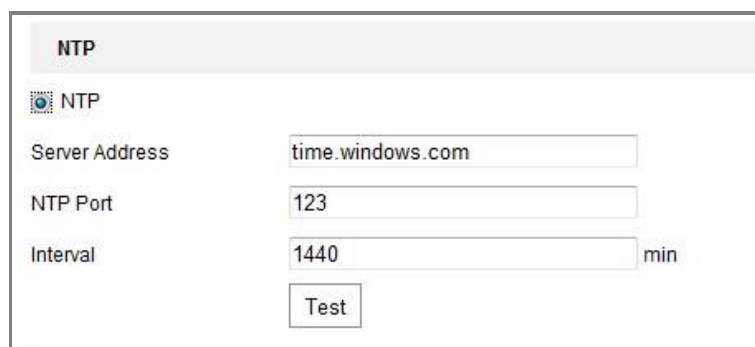 NTP
NTP
Server Address time.windows.com
NTP Port 123
Interval 1440 min
Test